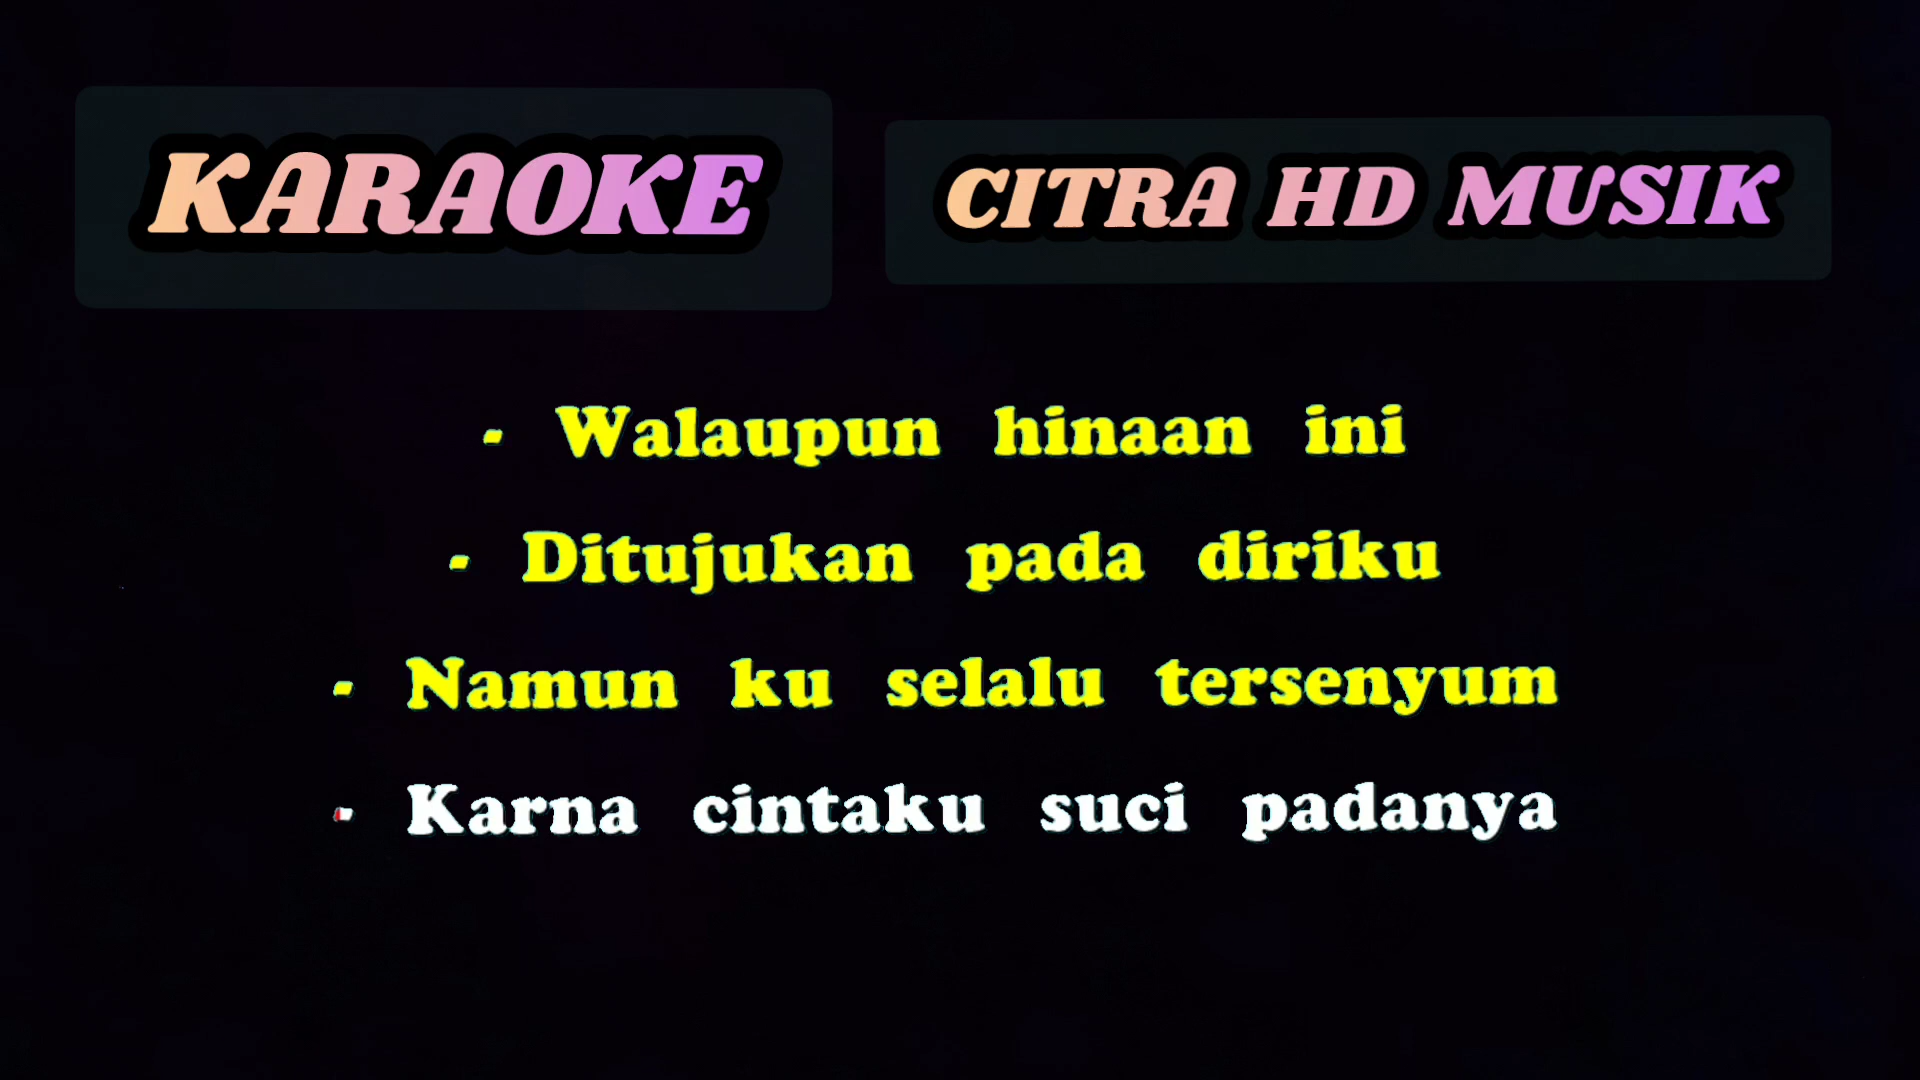 KARAOKE
CITRA HD MUSIK
- Walaupun hinaan ini
- Ditujukan pada diriku
- Namun ku selalu tersenyum
- Karna cintaku suci padanya